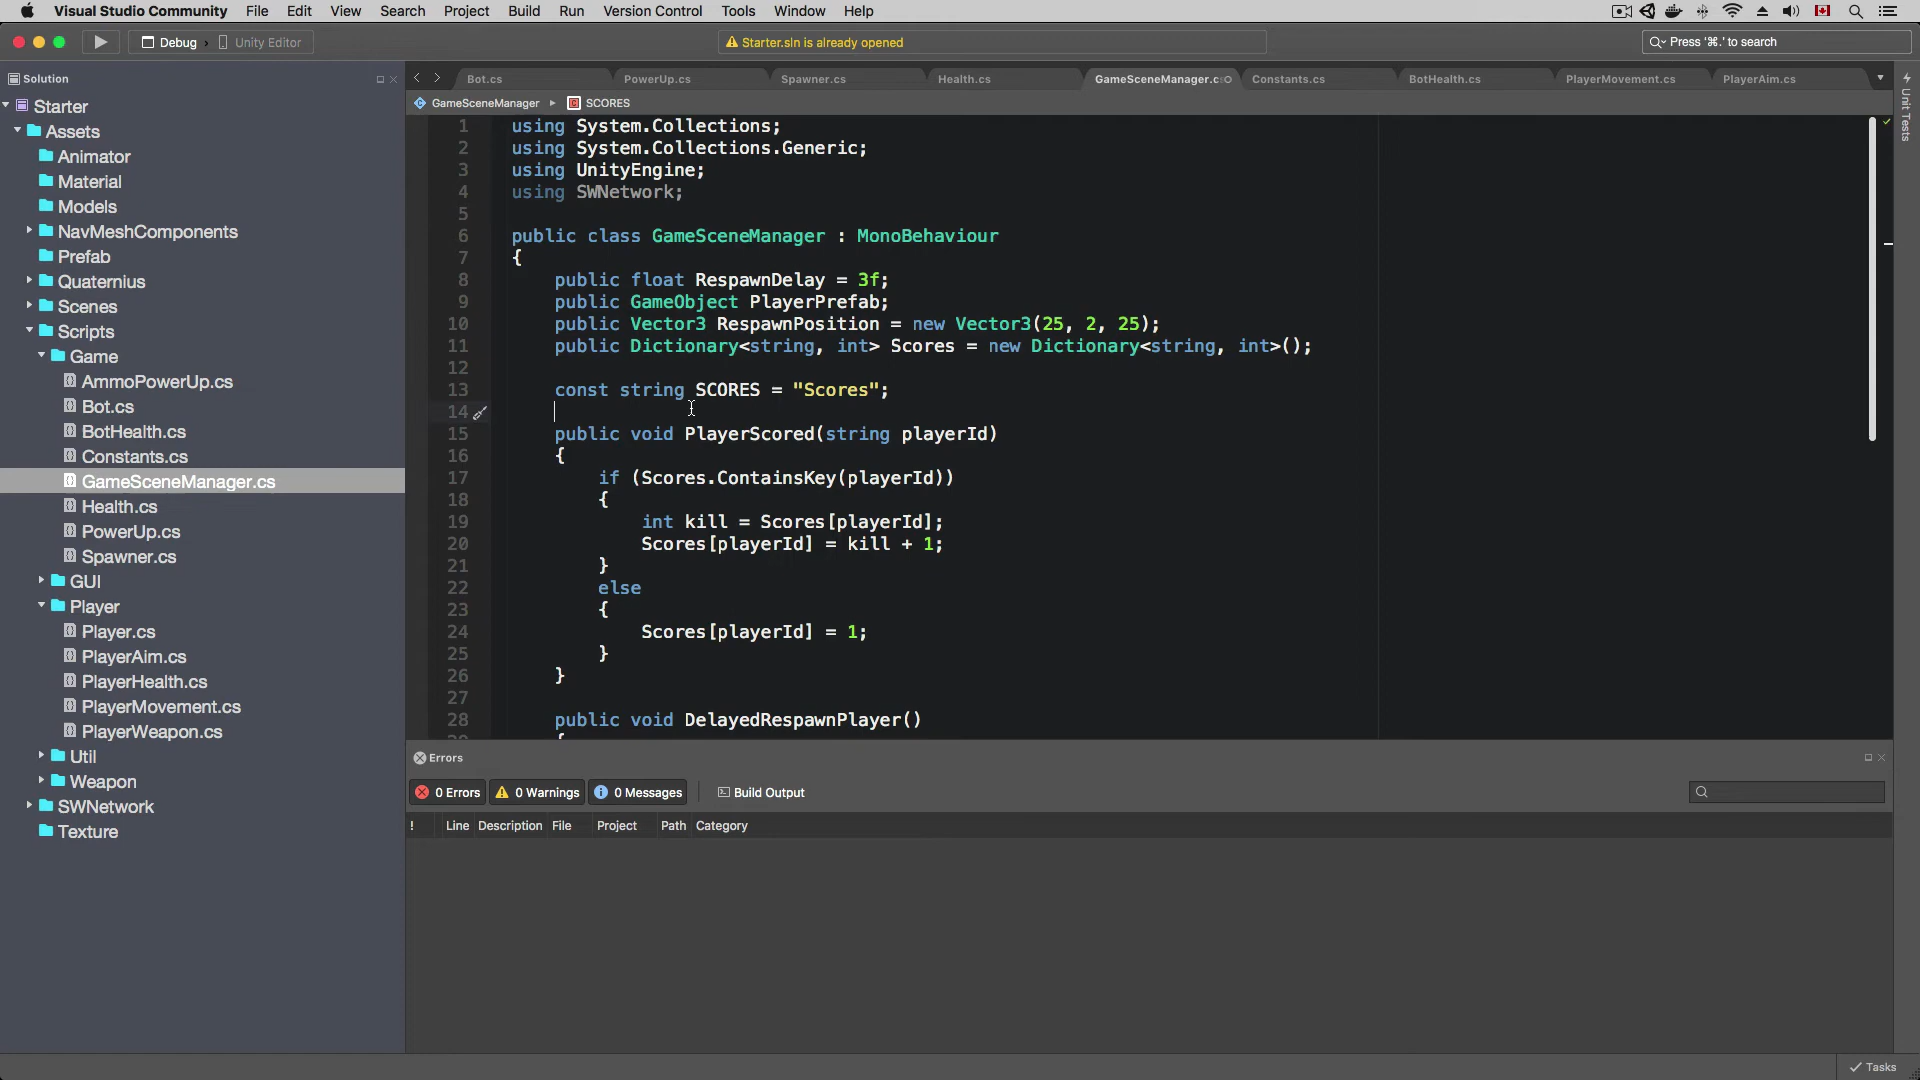 Visual Studio Community File Edit View Search Project Build Run Version Control Tools Window Help
Debug Unity Editor Starter.sln is already opened Press '⌘.' to search
Solution
Starter
Assets
Animator
Material
Models
NavMeshComponents
Prefab
Quaternius
Scenes
Scripts
Game
AmmoPowerUp.cs
Bot.cs
BotHealth.cs
Constants.cs
GameSceneManager.cs
Health.cs
PowerUp.cs
Spawner.cs
GUI
Player
Player.cs
PlayerAim.cs
PlayerHealth.cs
PlayerMovement.cs
PlayerWeapon.cs
Util
Weapon
SWNetwork
Texture
Bot.cs PowerUp.cs Spawner.cs Health.cs GameSceneManager.c Constants.cs BotHealth.cs PlayerMovement.cs PlayerAim.cs
GameSceneManager SCORES
1 using System.Collections;
2 using System.Collections.Generic;
3 using UnityEngine;
4 using SWNetwork;
5
6 public class GameSceneManager : MonoBehaviour
7 {
8 public float RespawnDelay = 3f;
9 public GameObject PlayerPrefab;
10 public Vector3 RespawnPosition = new Vector3(25, 2, 25);
11 public Dictionary<string, int> Scores = new Dictionary<string, int>();
12
13 const string SCORES = "Scores";
14
15 public void PlayerScored(string playerId)
16 {
17 if (Scores.ContainsKey(playerId))
18 {
19 int kill = Scores[playerId];
20 Scores[playerId] = kill + 1;
21 }
22 else
23 {
24 Scores[playerId] = 1;
25 }
26 }
27
28 public void DelayedRespawnPlayer()
Unit Tests
Errors
0 Errors 0 Warnings 0 Messages Build Output
! Line Description File Project Path Category
Tasks